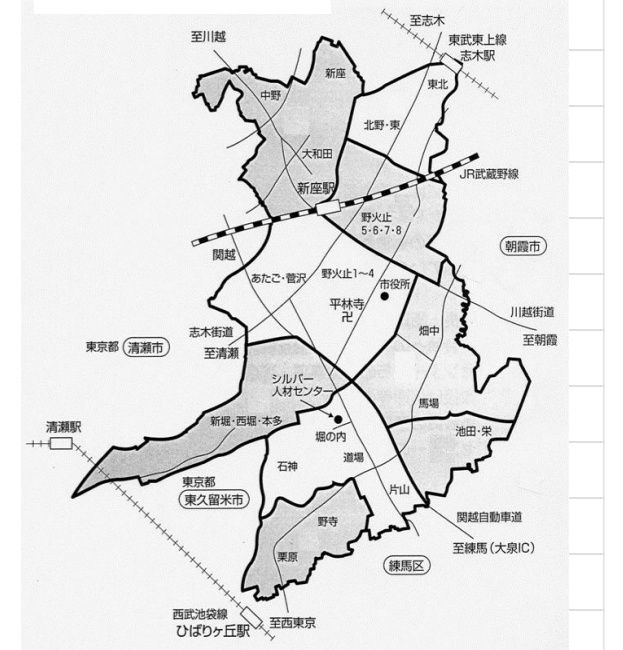 至川越
至志木
東武東上線
志木駅
新座
中野
東北
北野・東
大和田
新座駅
JR武蔵野線
野火止
5・6・7・8
朝霞市
関越
あたご・菅沢
野火止1〜4
市役所
平林寺
卍
川越街道
至朝霞
志木街道
至清瀬
東京都 清瀬市
畑中
シルバー
人材センター
馬場
新堀・西堀・本多
池田・栄
清瀬駅
堀の内
道場
石神
東京都
東久留米市
片山
野寺
関越自動車道
栗原
至練馬(大泉IC)
練馬区
西武池袋線
ひばりヶ丘駅
至西東京